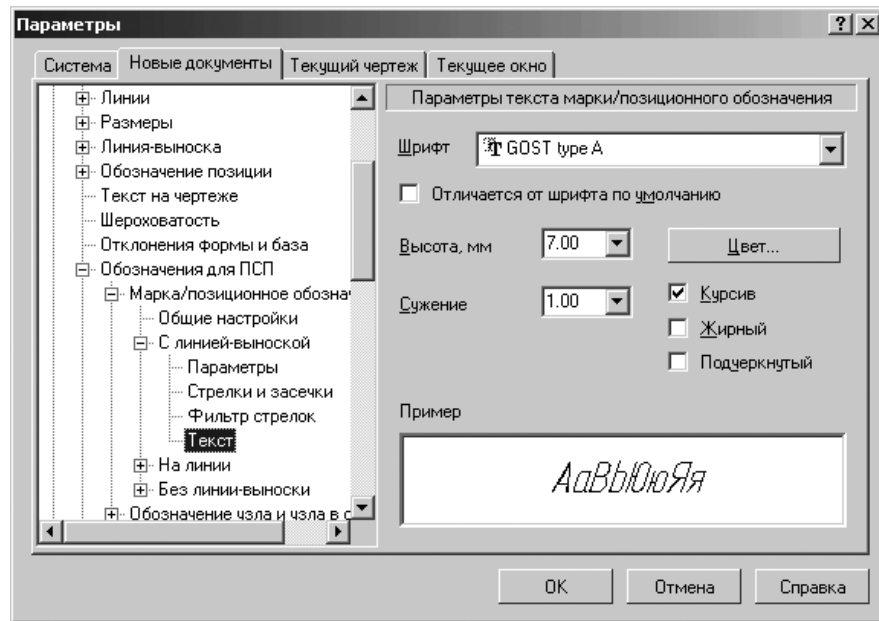 Параметры
Система Новые документы Текущий чертеж Текущее окно
Линии
Размеры
Линия-выноска
Обозначение позиции
Текст на чертеже
Шероховатость
Отклонения формы и база
Обозначения для ПСП
Марка/позиционное обозна
Общие настройки
С линией-выноской
Параметры
Стрелки и засечки
Фильтр стрелок
Текст
На линии
Без линии-выноски
Обозначение узла и узла в с
Параметры текста марки/позиционного обозначения
Шрифт GOST type A
Отличается от шрифта по умолчанию
Высота, мм 7.00 Цвет...
Сужение 1.00 Курсив
Жирный
Подчеркнутый
Пример
АаВЬЮюЯя
OK Отмена Справка